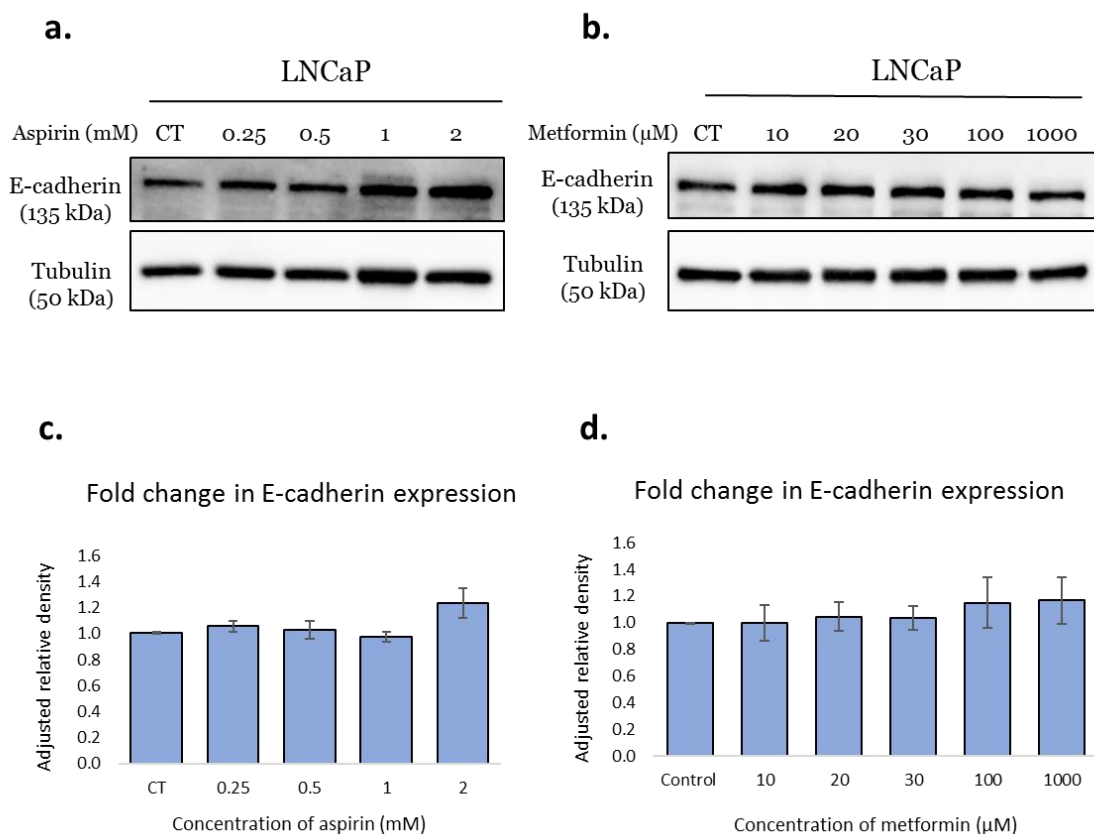 a.
LNCaP
Aspirin (mM) CT 0.25 0.5 1 2
E-cadherin
(135 kDa)
Tubulin
(50 kDa)
b.
LNCaP
Metformin (µM) CT 10 20 30 100 1000
E-cadherin
(135 kDa)
Tubulin
(50 kDa)
c.
Fold change in E-cadherin expression
Adjusted relative density
1.6
1.4
1.2
1.0
0.8
0.6
0.4
0.2
0.0
CT 0.25 0.5 1 2
Concentration of aspirin (mM)
d.
Fold change in E-cadherin expression
Adjusted relative density
1.6
1.4
1.2
1.0
0.8
0.6
0.4
0.2
0.0
Control 10 20 30 100 1000
Concentration of metformin (µM)